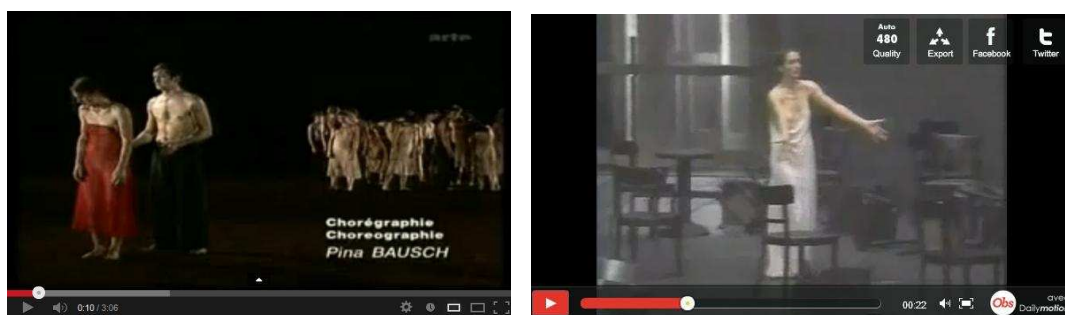 arte
Chorégraphie
Choreographie
Pina BAUSCH
0:10 / 3:06
Auto
480
Quality
Export
Facebook
Twitter
00:22
Obs
ave
Dailymotion